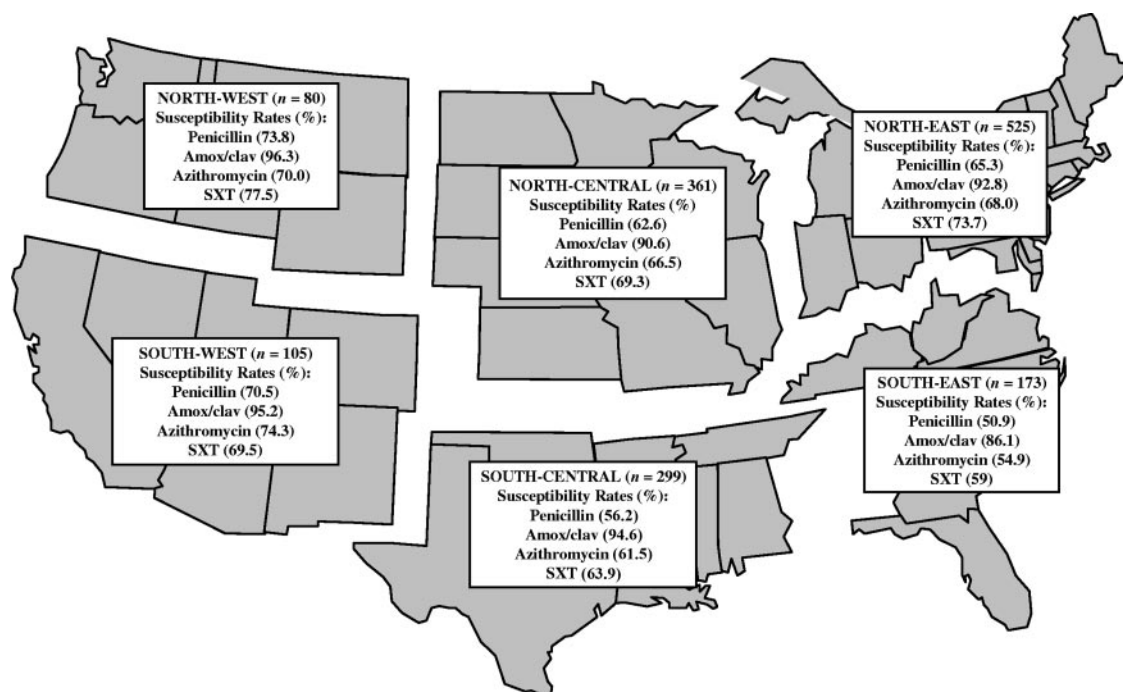 NORTH-WEST (n = 80)
Susceptibility Rates (%):
Penicillin (73.8)
Amox/clav (96.3)
Azithromycin (70.0)
SXT (77.5)
NORTH-CENTRAL (n = 361)
Susceptibility Rates (%)
Penicillin (62.6)
Amox/clav (90.6)
Azithromycin (66.5)
SXT (69.3)
NORTH-EAST (n = 525)
Susceptibility Rates (%):
Penicillin (65.3)
Amox/clav (92.8)
Azithromycin (68.0)
SXT (73.7)
SOUTH-WEST (n = 105)
Susceptibility Rates (%):
Penicillin (70.5)
Amox/clav (95.2)
Azithromycin (74.3)
SXT (69.5)
SOUTH-CENTRAL (n = 299)
Susceptibility Rates (%):
Penicillin (56.2)
Amox/clav (94.6)
Azithromycin (61.5)
SXT (63.9)
SOUTH-EAST (n = 173)
Susceptibility Rates (%):
Penicillin (50.9)
Amox/clav (86.1)
Azithromycin (54.9)
SXT (59)